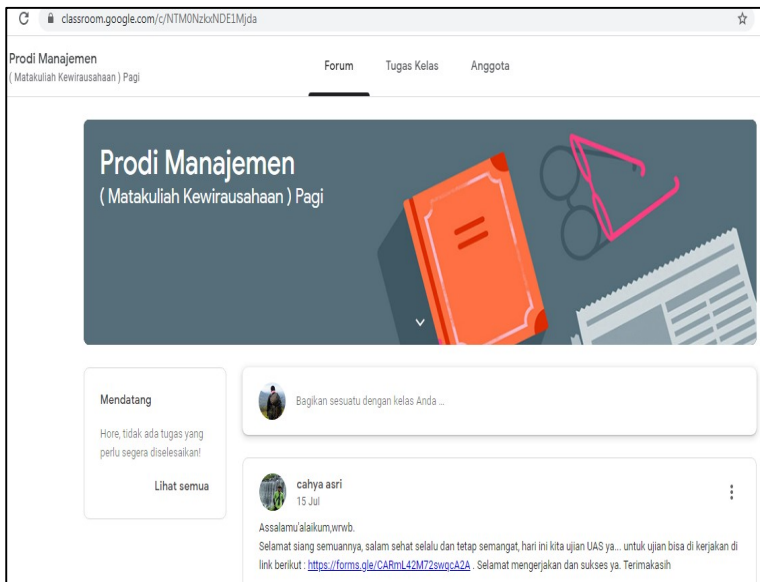 classroom.google.com/c/NTM0NzkxNDE1Mjda
Prodi Manajemen
( Matakuliah Kewirausahaan ) Pagi
Forum Tugas Kelas Anggota
Prodi Manajemen
( Matakuliah Kewirausahaan ) Pagi
Mendatang
Hore, tidak ada tugas yang
perlu segera diselesaikan!
Lihat semua
Bagikan sesuatu dengan kelas Anda ...
cahya asri
15 Jul
Assalamu'alaikum,wrwb.
Selamat siang semuannya, salam sehat selalu dan tetap semangat, hari ini kita ujian UAS ya... untuk ujian bisa di kerjakan di
link berikut : https://forms.gle/CARmL42M72swqcA2A . Selamat mengerjakan dan sukses ya. Terimakasih